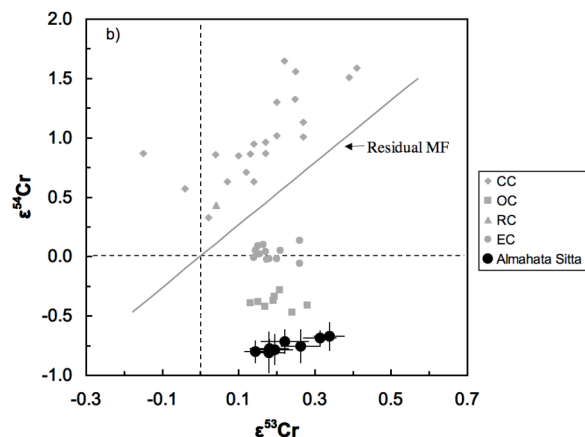 b)
2.0
1.5
1.0
0.5
0.0
-0.5
-1.0
ε⁵⁴Cr
Residual MF
CC
OC
RC
EC
Almahata Sitta
-0.3 -0.1 0.1 0.3 0.5 0.7
ε⁵³Cr